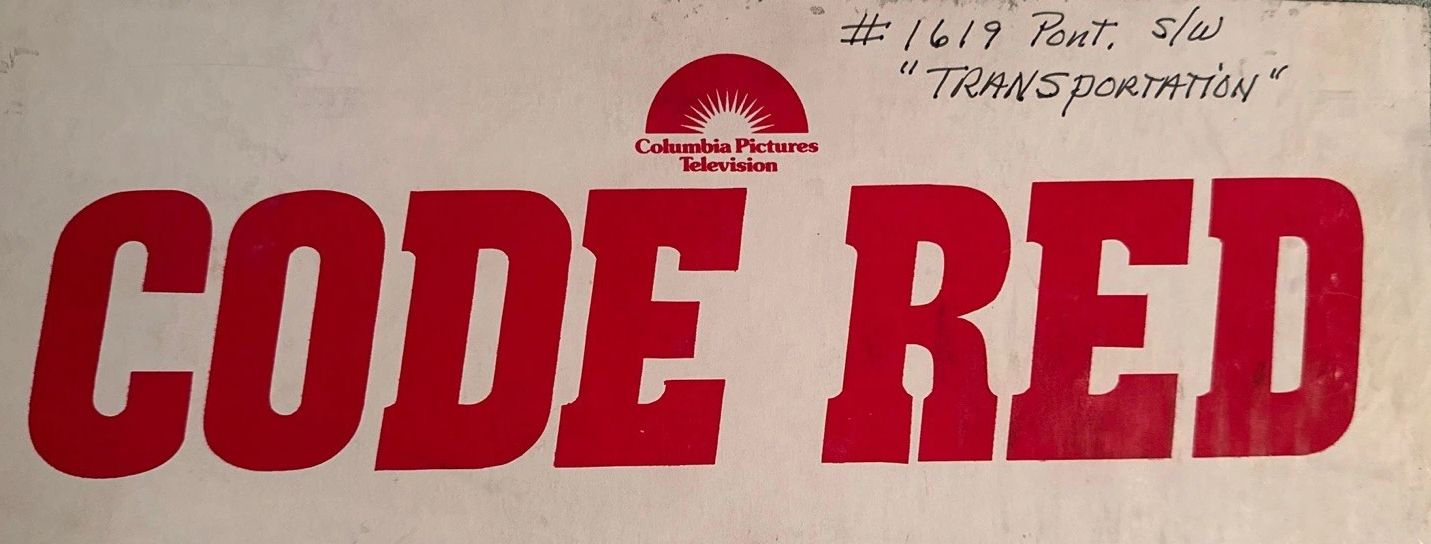 # 1619 Pont. S/W
"TRANSPORTATION"
Columbia Pictures
Television
CODE RED